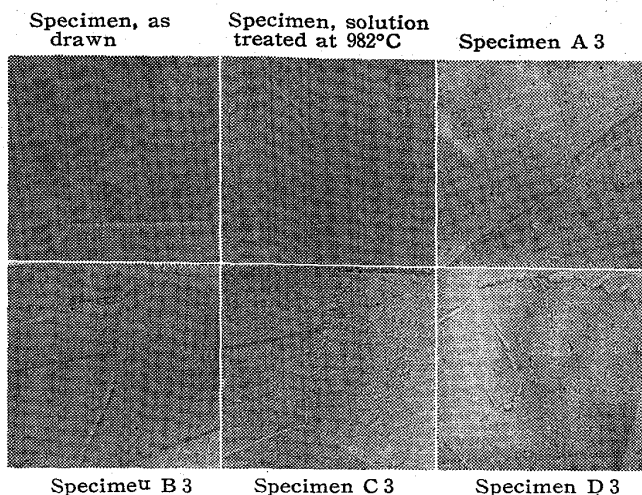 Specimen, as
drawn
Specimen, solution
treated at 982°C
Specimen A 3
Specimeu B 3
Specimen C 3
Specimen D 3